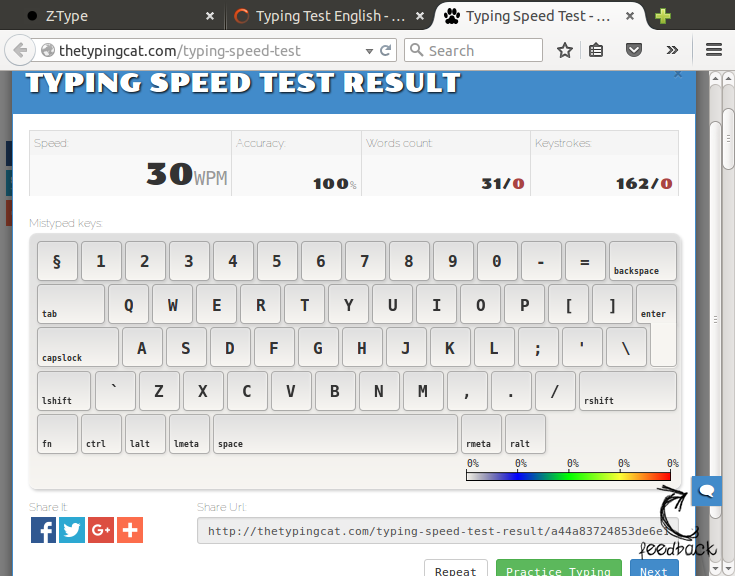 Z-Type
Typing Test English - ...
Typing Speed Test - ...
thetypingcat.com/typing-speed-test
Search
TYPING SPEED TEST RESULT
Speed: Accuracy: Words count: Keystrokes:
30WPM 100% 31/0 162/0
Mistyped keys:
§ 1 2 3 4 5 6 7 8 9 0 - = backspace
tab Q W E R T Y U I O P [ ] enter
capslock A S D F G H J K L ; ' \
lshift ` Z X C V B N M , . / rshift
fn ctrl lalt lmeta space rmeta ralt
0% 0% 0% 0% 0%
Share It: Share Url:
http://thetypingcat.com/typing-speed-test-result/a44a83724853de6e
feedback
Repeat Practice Typing Next